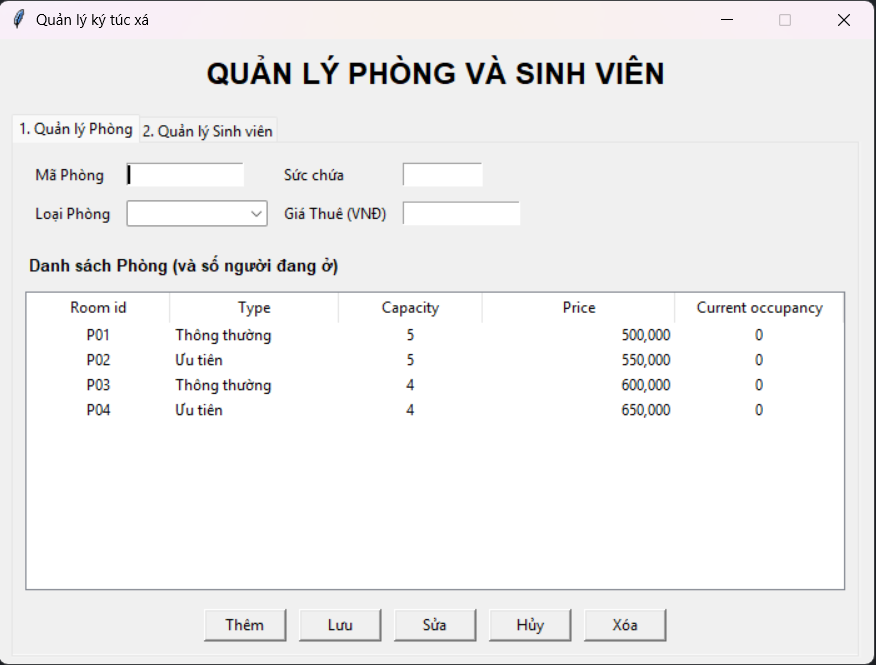 Quản lý ký túc xá
QUẢN LÝ PHÒNG VÀ SINH VIÊN
1. Quản lý Phòng 2. Quản lý Sinh viên
Mã Phòng Sức chứa
Loại Phòng Giá Thuê (VNĐ)
Danh sách Phòng (và số người đang ở)
Room id Type Capacity Price Current occupancy
P01 Thông thường 5 500,000 0
P02 Ưu tiên 5 550,000 0
P03 Thông thường 4 600,000 0
P04 Ưu tiên 4 650,000 0
Thêm Lưu Sửa Hủy Xóa